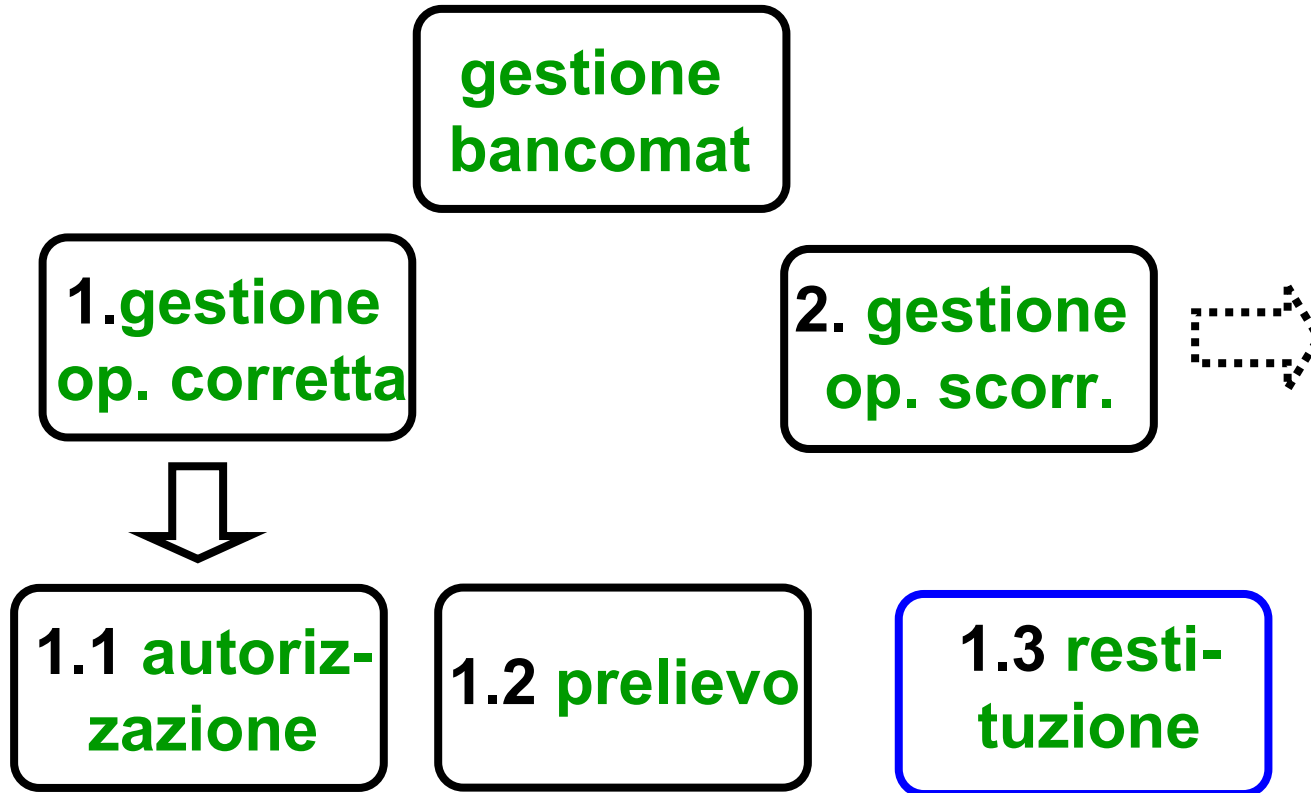 gestione
bancomat
1.gestione
op. corretta
2. gestione
op. scorr.
1.1 autoriz-
zazione
1.2 prelievo
1.3 resti-
tuzione